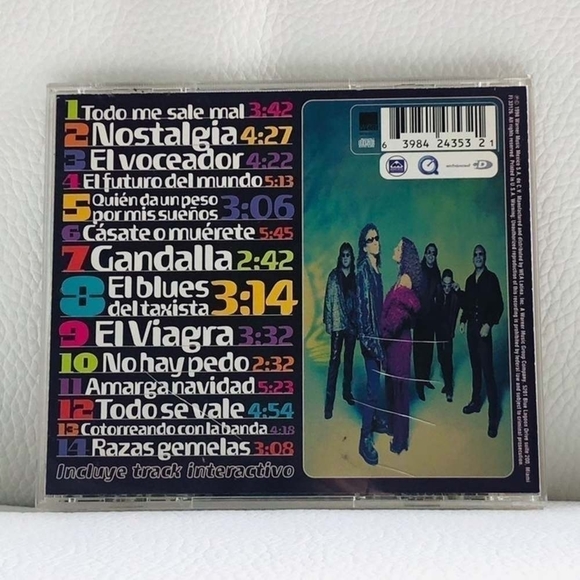 1 Todo me sale mal 3:42
2 Nostalgía 4:27
3 El voceador 4:22
4 El futuro del mundo 5:13
5 Quién da un peso
por mis sueños 3:06
6 Cásate o muérete 5:45
7 Gandalla 2:42
8 El blues
del taxista 3:14
9 El Viagra 3:32
10 No hay pedo 2:32
11 Amarga navidad 5:23
12 Todo se vale 4:54
13 Cotorreando con la banda 4:18
14 Razas gemelas 3:08
Incluye track interactivo
6 39842 43532 1
enhanced